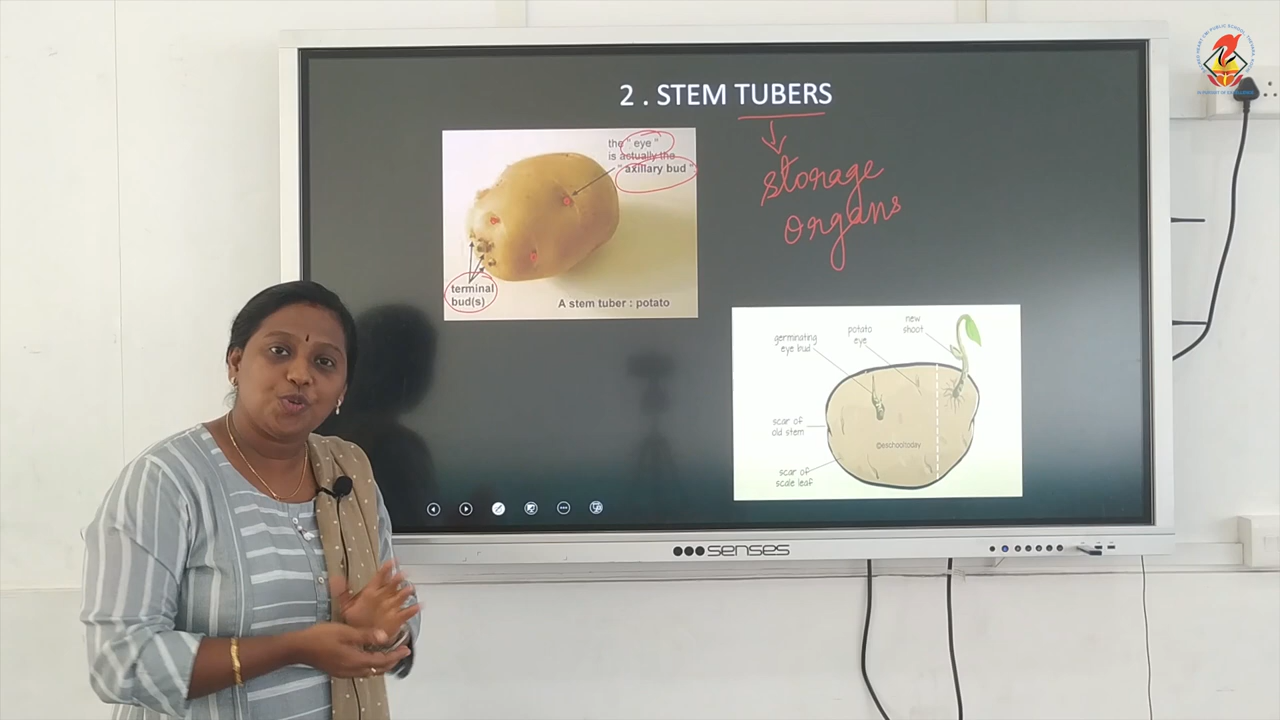 2 . STEM TUBERS
the " eye "
is actually the
" axillary bud "
terminal
bud(s)
A stem tuber : potato
storage
organs
new
shoot
potato
eye
germinating
eye bud
scar of
old stem
©eschooltoday
scar of
scale leaf
senses